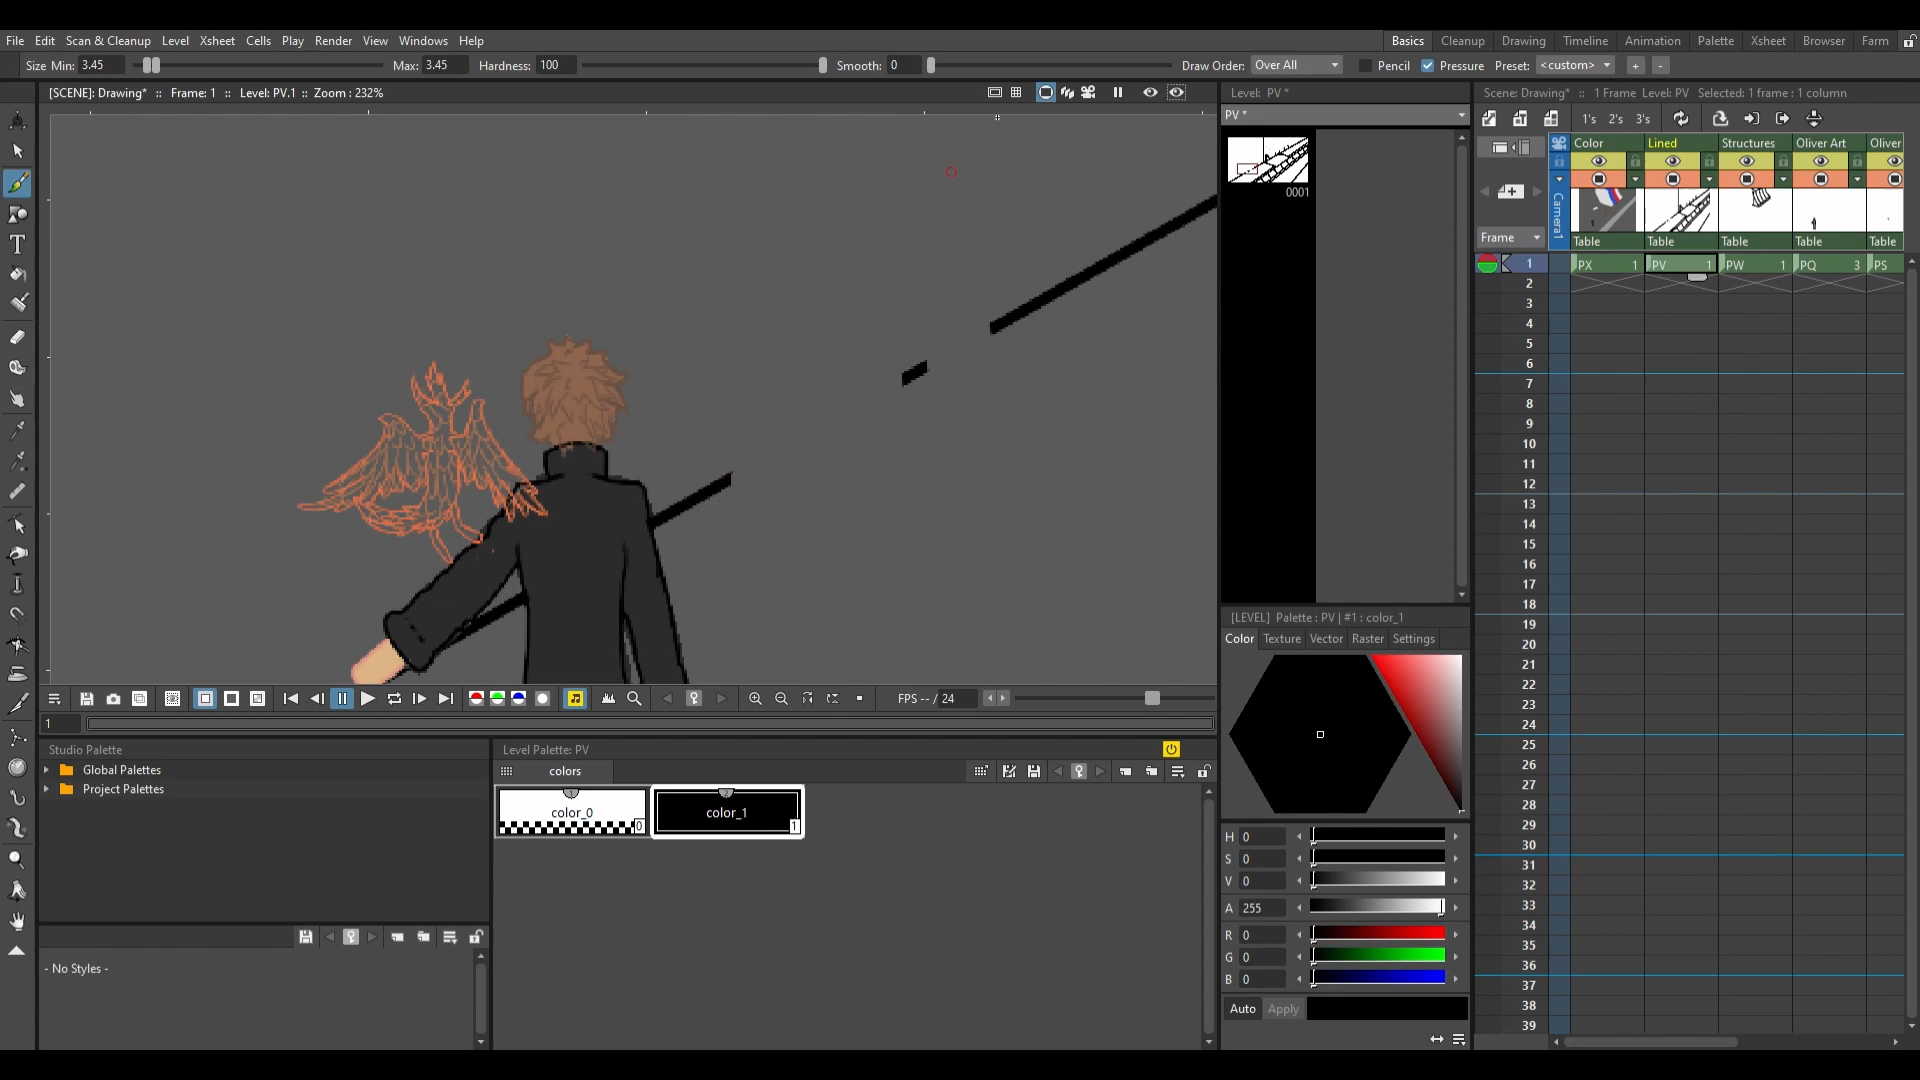 File Edit Scan & Cleanup Level Xsheet Cells Play Render View Windows Help
Basics Cleanup Drawing Timeline Animation Palette Xsheet Browser Farm
Size Min: 3.45 Max: 3.45 Hardness: 100 Smooth: 0 Draw Order: Over All Pencil Pressure Preset: <custom> + -
[SCENE]: Drawing* :: Frame: 1 :: Level: PV.1 :: Zoom : 232%
Level: PV *
Scene: Drawing* :: 1 Frame Level: PV Selected: 1 frame : 1 column
PV *
1's 2's 3's
Color Lined Structures Oliver Art Oliver
0001
Camera1
Frame
Table Table Table Table Table
1 PX 1 PV 1 PW 1 PQ 3 PS
2
3
4
5
6
7
8
9
10
11
12
13
14
15
16
17
18
19
20
21
22
23
24
25
26
27
28
29
30
31
32
33
34
35
36
37
38
39
[LEVEL] Palette : PV | #1 : color_1
Color Texture Vector Raster Settings
FPS -- / 24
1
Studio Palette
Global Palettes
Project Palettes
Level Palette: PV
colors
1 color_0 0
2 color_1 1
- No Styles -
H 0
S 0
V 0
A 255
R 0
G 0
B 0
Auto Apply